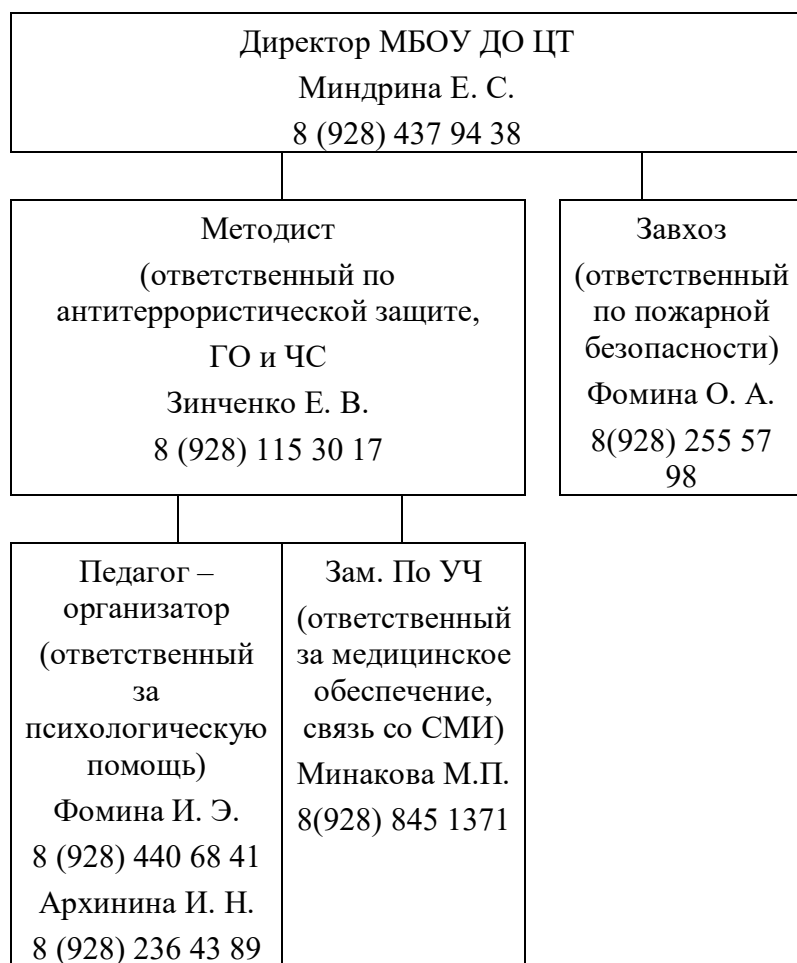 Директор МБОУ ДО ЦТ
Миндрина Е. С.
8 (928) 437 94 38
Методист
(ответственный по
антитеррористической защите,
ГО и ЧС
Зинченко Е. В.
8 (928) 115 30 17
Завхоз
(ответственный
по пожарной
безопасности)
Фомина О. А.
8(928) 255 57
98
Педагог –
организатор
(ответственный
за
психологическую
помощь)
Фомина И. Э.
8 (928) 440 68 41
Архинина И. Н.
8 (928) 236 43 89
Зам. По УЧ
(ответственный
за медицинское
обеспечение,
связь со СМИ)
Минакова М.П.
8(928) 845 1371